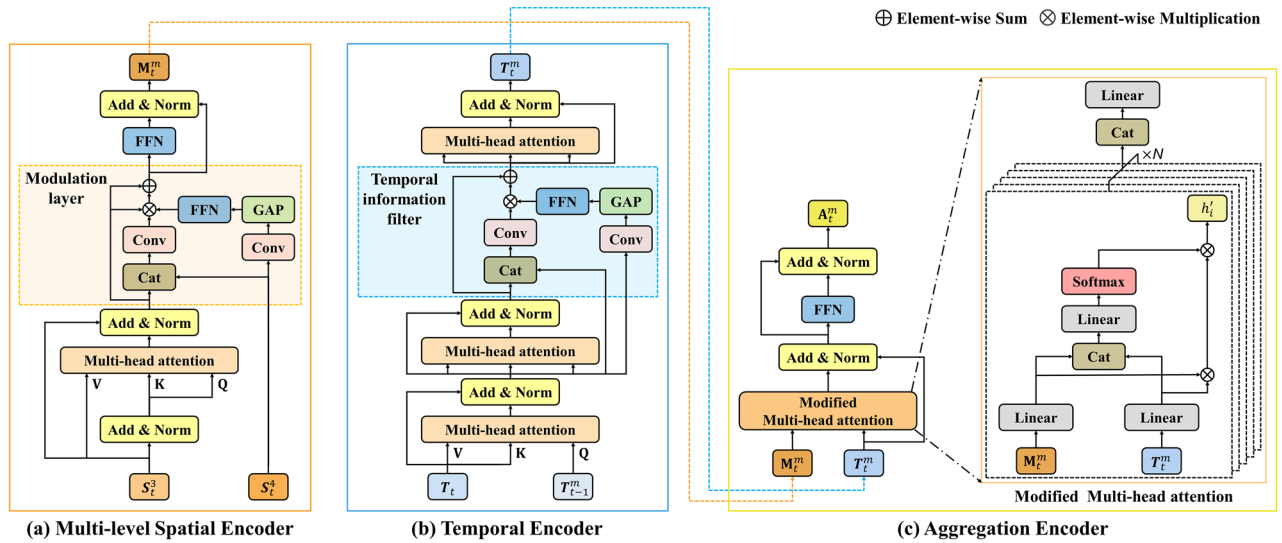 ⊕ Element-wise Sum ⊗ Element-wise Multiplication
M_t^m
Add & Norm
FFN
Modulation
layer
FFN
GAP
Conv
Conv
Cat
Add & Norm
Multi-head attention
V K Q
Add & Norm
S_t^3
S_t^4
(a) Multi-level Spatial Encoder
T_t^m
Add & Norm
Multi-head attention
Temporal
information
filter
FFN
GAP
Conv
Conv
Cat
Add & Norm
Multi-head attention
Add & Norm
Multi-head attention
V K Q
T_t
T_{t-1}^m
(b) Temporal Encoder
A_t^m
Add & Norm
FFN
Add & Norm
Modified
Multi-head attention
M_t^m
T_t^m
Linear
Cat
×N
h_i'
Softmax
Linear
Cat
Linear
Linear
M_t^m
T_t^m
Modified Multi-head attention
(c) Aggregation Encoder